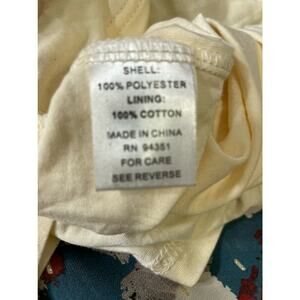 SHELL:
100% POLYESTER
LINING:
100% COTTON
MADE IN CHINA
RN 94351
FOR CARE
SEE REVERSE